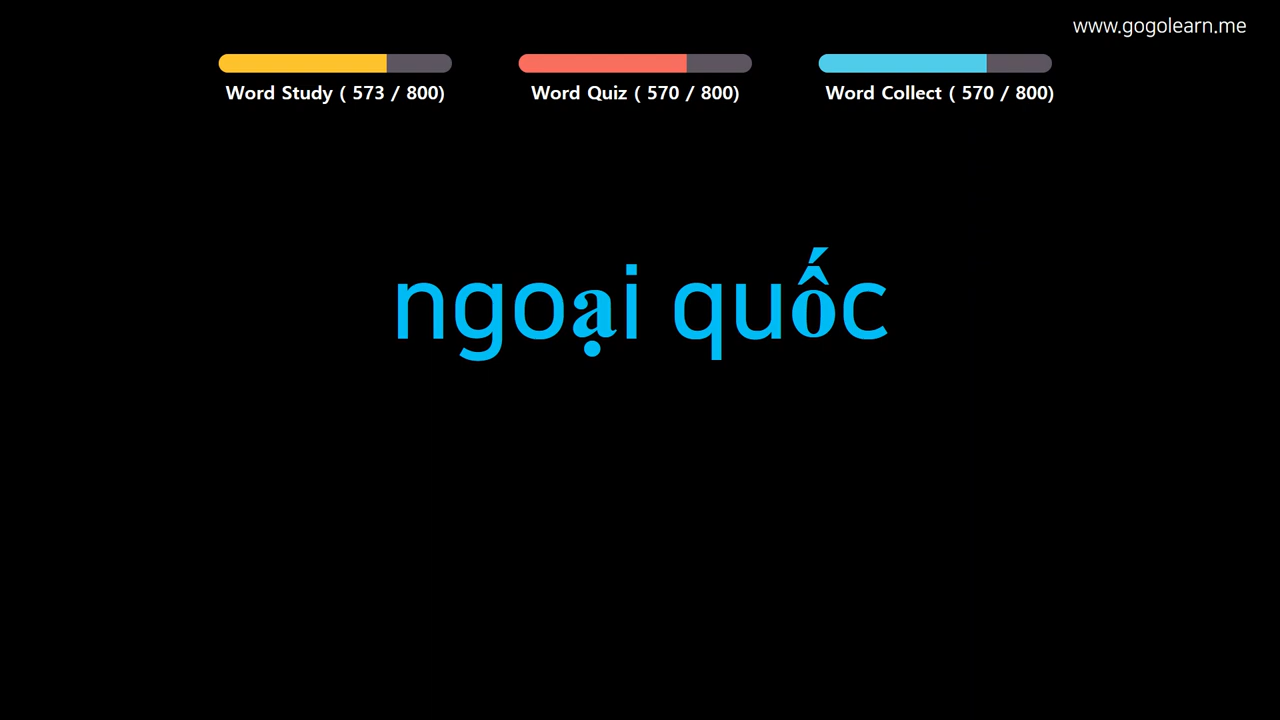 www.gogolearn.me
Word Study ( 573 / 800)
Word Quiz ( 570 / 800)
Word Collect ( 570 / 800)
ngoại quốc